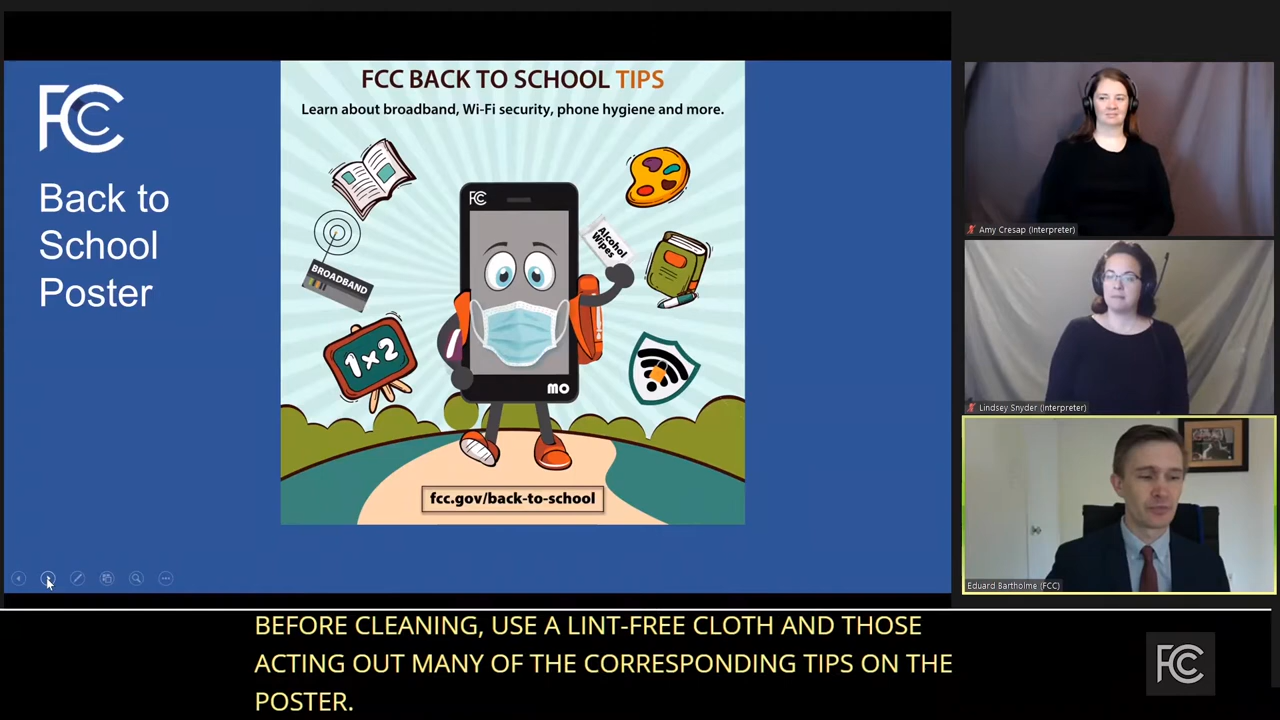 FCC
Back to
School
Poster
FCC BACK TO SCHOOL TIPS
Learn about broadband, Wi-Fi security, phone hygiene and more.
FCC
Alcohol
Wipes
BROADBAND
1x2
MO
fcc.gov/back-to-school
Amy Cresap (Interpreter)
Lindsey Snyder (Interpreter)
Eduard Bartholme (FCC)
BEFORE CLEANING, USE A LINT-FREE CLOTH AND THOSE
ACTING OUT MANY OF THE CORRESPONDING TIPS ON THE
POSTER.
FCC